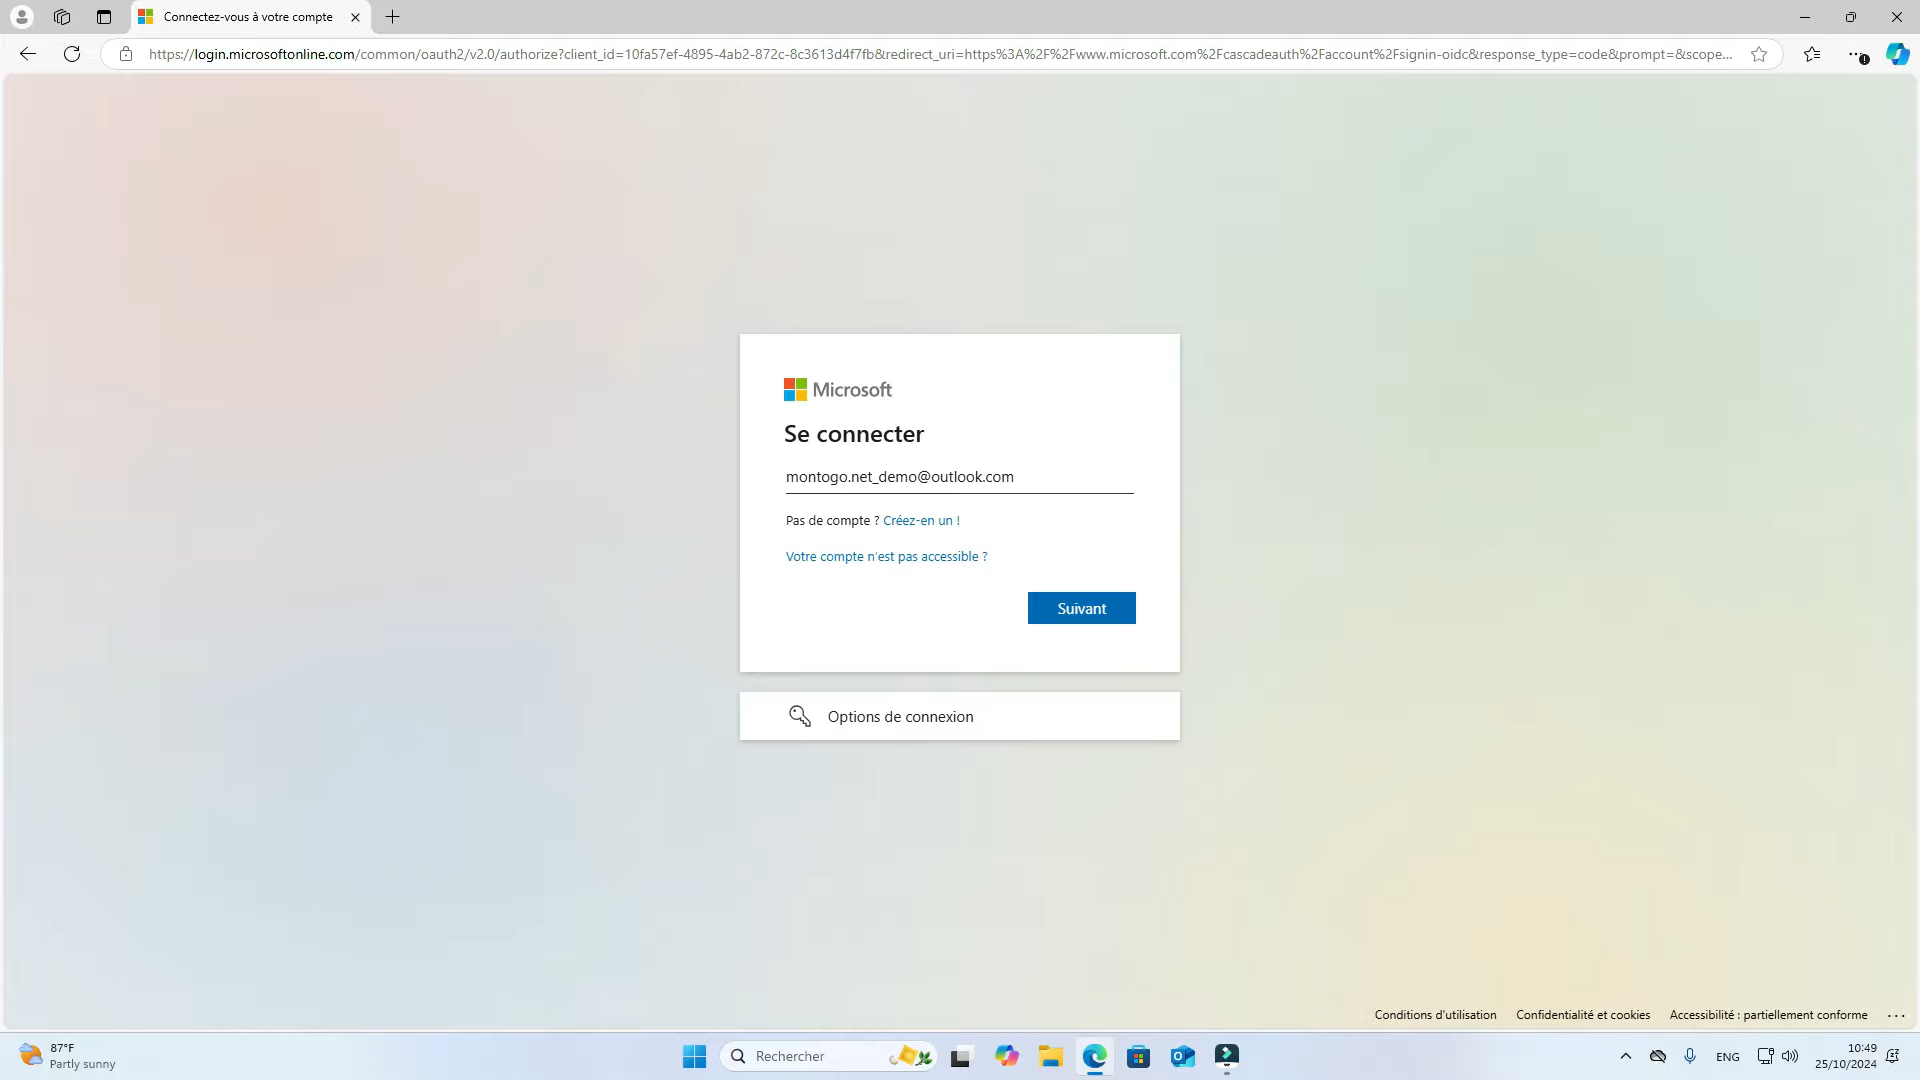 Connectez-vous à votre compte
https://login.microsoftonline.com/common/oauth2/v2.0/authorize?client_id=10fa57ef-4895-4ab2-872c-8c3613d4f7fb&redirect_uri=https%3A%2F%2Fwww.microsoft.com%2Fcascadeauth%2Faccount%2Fsignin-oidc&response_type=code&prompt=&scope...
Microsoft
Se connecter
montogo.net_demo@outlook.com
Pas de compte ? Créez-en un !
Votre compte n'est pas accessible ?
Suivant
Options de connexion
Conditions d'utilisation Confidentialité et cookies Accessibilité : partiellement conforme ...
87°F
Partly sunny
Rechercher
ENG
10:49
25/10/2024